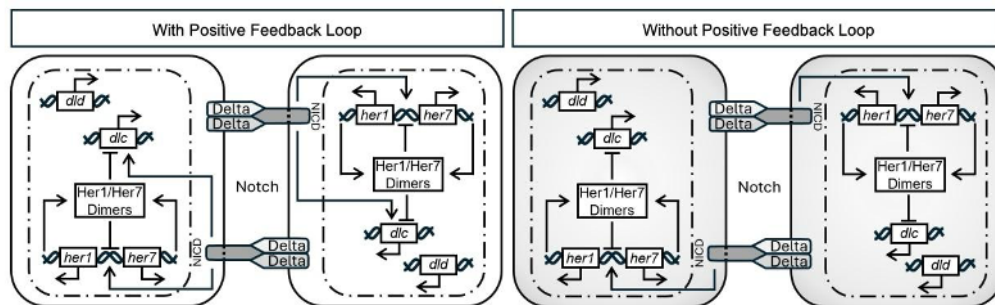 With Positive Feedback Loop
Without Positive Feedback Loop
dld
dlc
Her1/Her7
Dimers
her1
her7
NICD
Delta
Delta
Notch
Delta
Delta
NICD
her1
her7
Her1/Her7
Dimers
dlc
dld
dld
dlc
Her1/Her7
Dimers
her1
her7
NICD
Delta
Delta
Notch
Delta
Delta
NICD
her1
her7
Her1/Her7
Dimers
dlc
dld